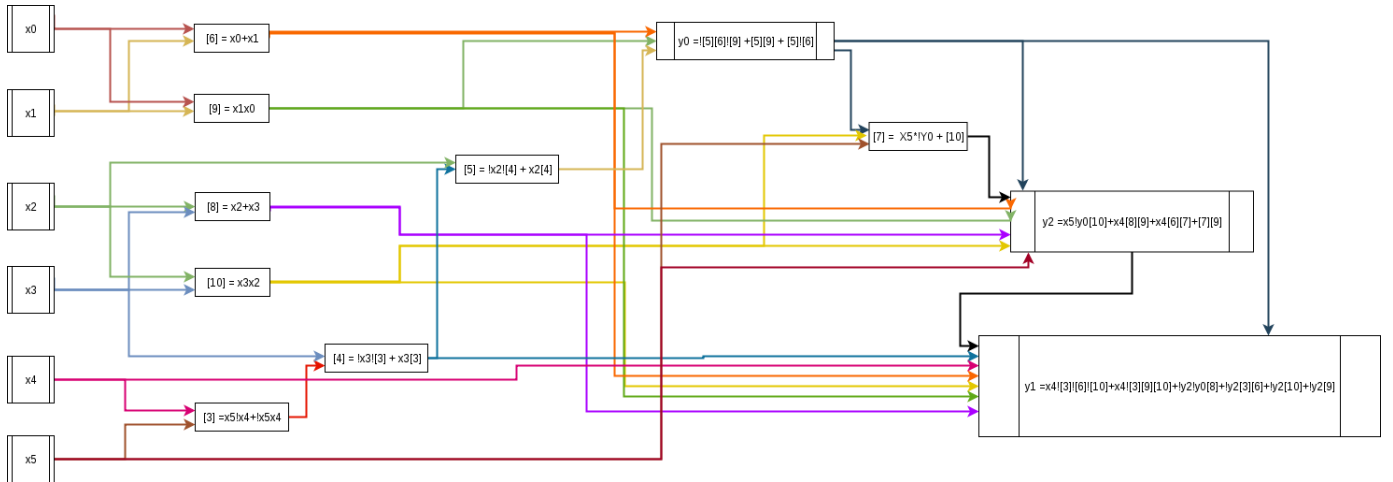 x0
[6] = x0+x1
y0 =![5][6]![9] +[5][9] + [5]![6]
x1
[9] = x1x0
[7] =  X5*!Y0 + [10]
[5] = !x2![4] + x2[4]
x2
[8] = x2+x3
y2 =x5!y0[10]+x4[8][9]+x4[6][7]+[7][9]
x3
[10] = x3x2
[4] = !x3![3] + x3[3]
x4
y1 =x4![3]![6]![10]+x4![3][9][10]+!y2!y0[8]+!y2[3][6]+!y2[10]+!y2[9]
[3] =x5!x4+!x5x4
x5